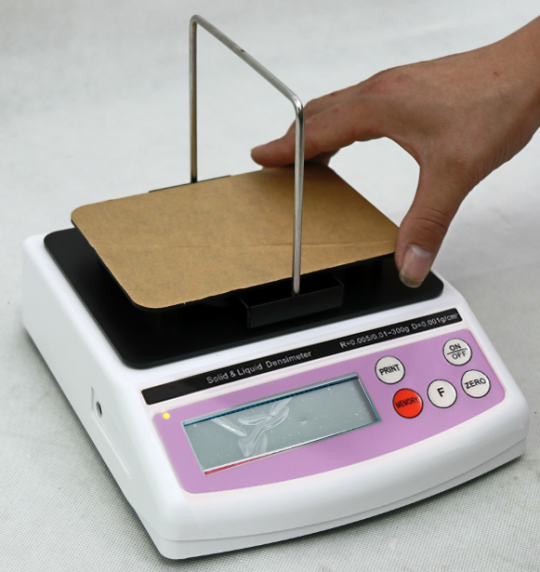 Solid & Liquid Densimeter R=0.005/0.01~300g D=0.001g/cm³
PRINT
ON/OFF
MEMORY
F
ZERO